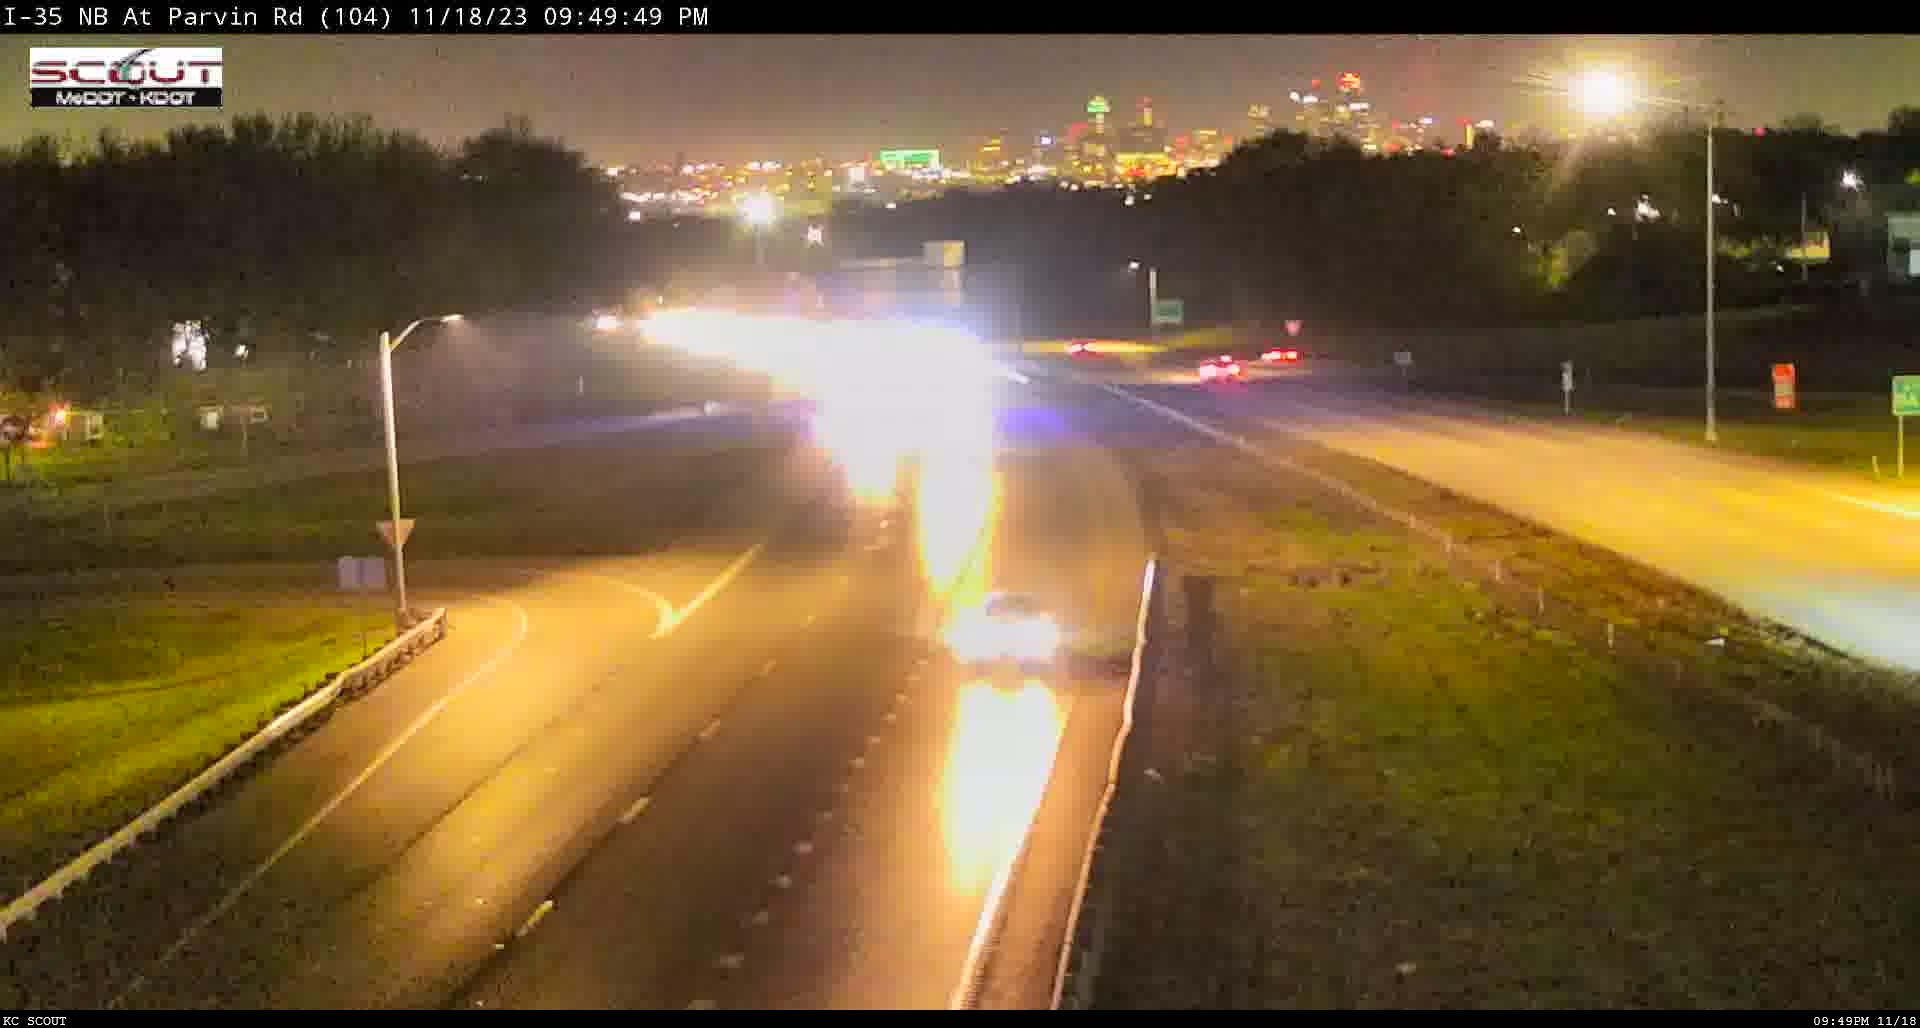 I-35 NB At Parvin Rd (104) 11/18/23 09:49:49 PM
SCOUT
MoDOT - KDOT
KC SCOUT
09:49PM 11/18